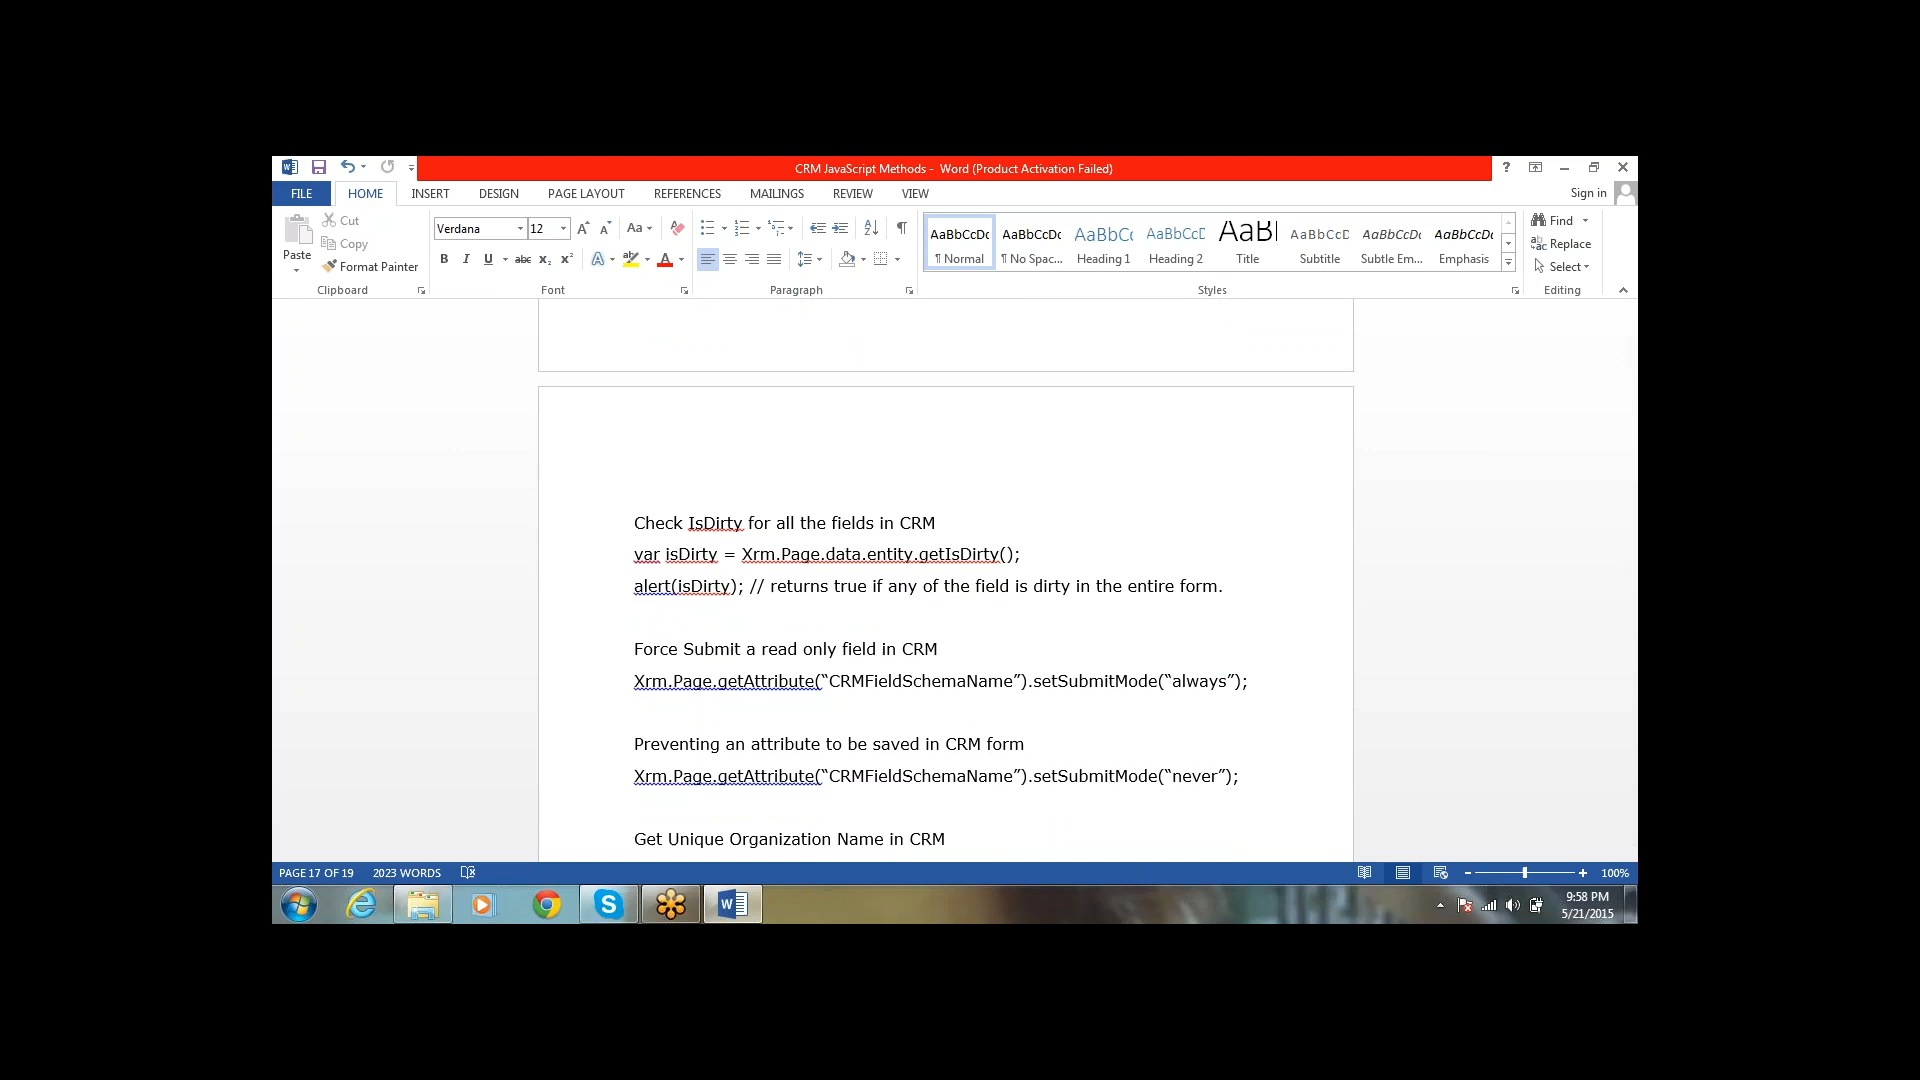 CRM JavaScript Methods - Word (Product Activation Failed)
FILE HOME INSERT DESIGN PAGE LAYOUT REFERENCES MAILINGS REVIEW VIEW Sign in
Paste
Cut
Copy
Format Painter
Clipboard
Verdana 12
Font
Paragraph
AaBbCcDc AaBbCcDc AaBbCc AaBbCcD AaBl AaBbCcD AaBbCcDc AaBbCcDc
¶ Normal ¶ No Spac... Heading 1 Heading 2 Title Subtitle Subtle Em... Emphasis
Styles
Find
Replace
Select
Editing
Check IsDirty for all the fields in CRM
var isDirty = Xrm.Page.data.entity.getIsDirty();
alert(isDirty); // returns true if any of the field is dirty in the entire form.
Force Submit a read only field in CRM
Xrm.Page.getAttribute(“CRMFieldSchemaName”).setSubmitMode(“always”);
Preventing an attribute to be saved in CRM form
Xrm.Page.getAttribute(“CRMFieldSchemaName”).setSubmitMode(“never”);
Get Unique Organization Name in CRM
PAGE 17 OF 19 2023 WORDS 100%
9:58 PM
5/21/2015